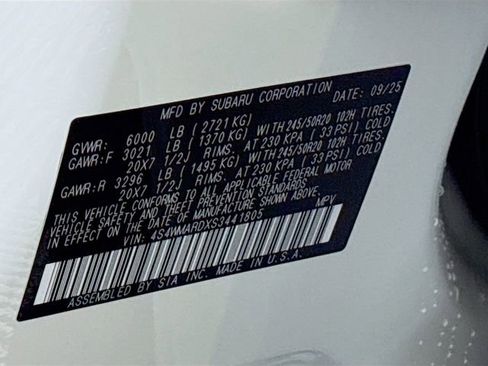 MFD BY SUBARU CORPORATION DATE: 09/25
GVWR: 6000 LB ( 2721 KG)
GAWR:F 3021 LB ( 1370 KG) WITH 245/50R20 102H TIRES,
20X7 1/2J RIMS. AT 230 KPA ( 33 PSI) COLD
GAWR:R 3296 LB ( 1495 KG) WITH 245/50R20 102H TIRES,
20X7 1/2J RIMS. AT 230 KPA ( 33 PSI) COLD
THIS VEHICLE CONFORMS TO ALL APPLICABLE FEDERAL MOTOR
VEHICLE SAFETY AND THEFT PREVENTION STANDARDS
IN EFFECT ON THE DATE OF MANUFACTURE SHOWN ABOVE.
VIN: 4S4WMARDXS3441805 MPV
ASSEMBLED BY SIA INC. MADE IN U.S.A.